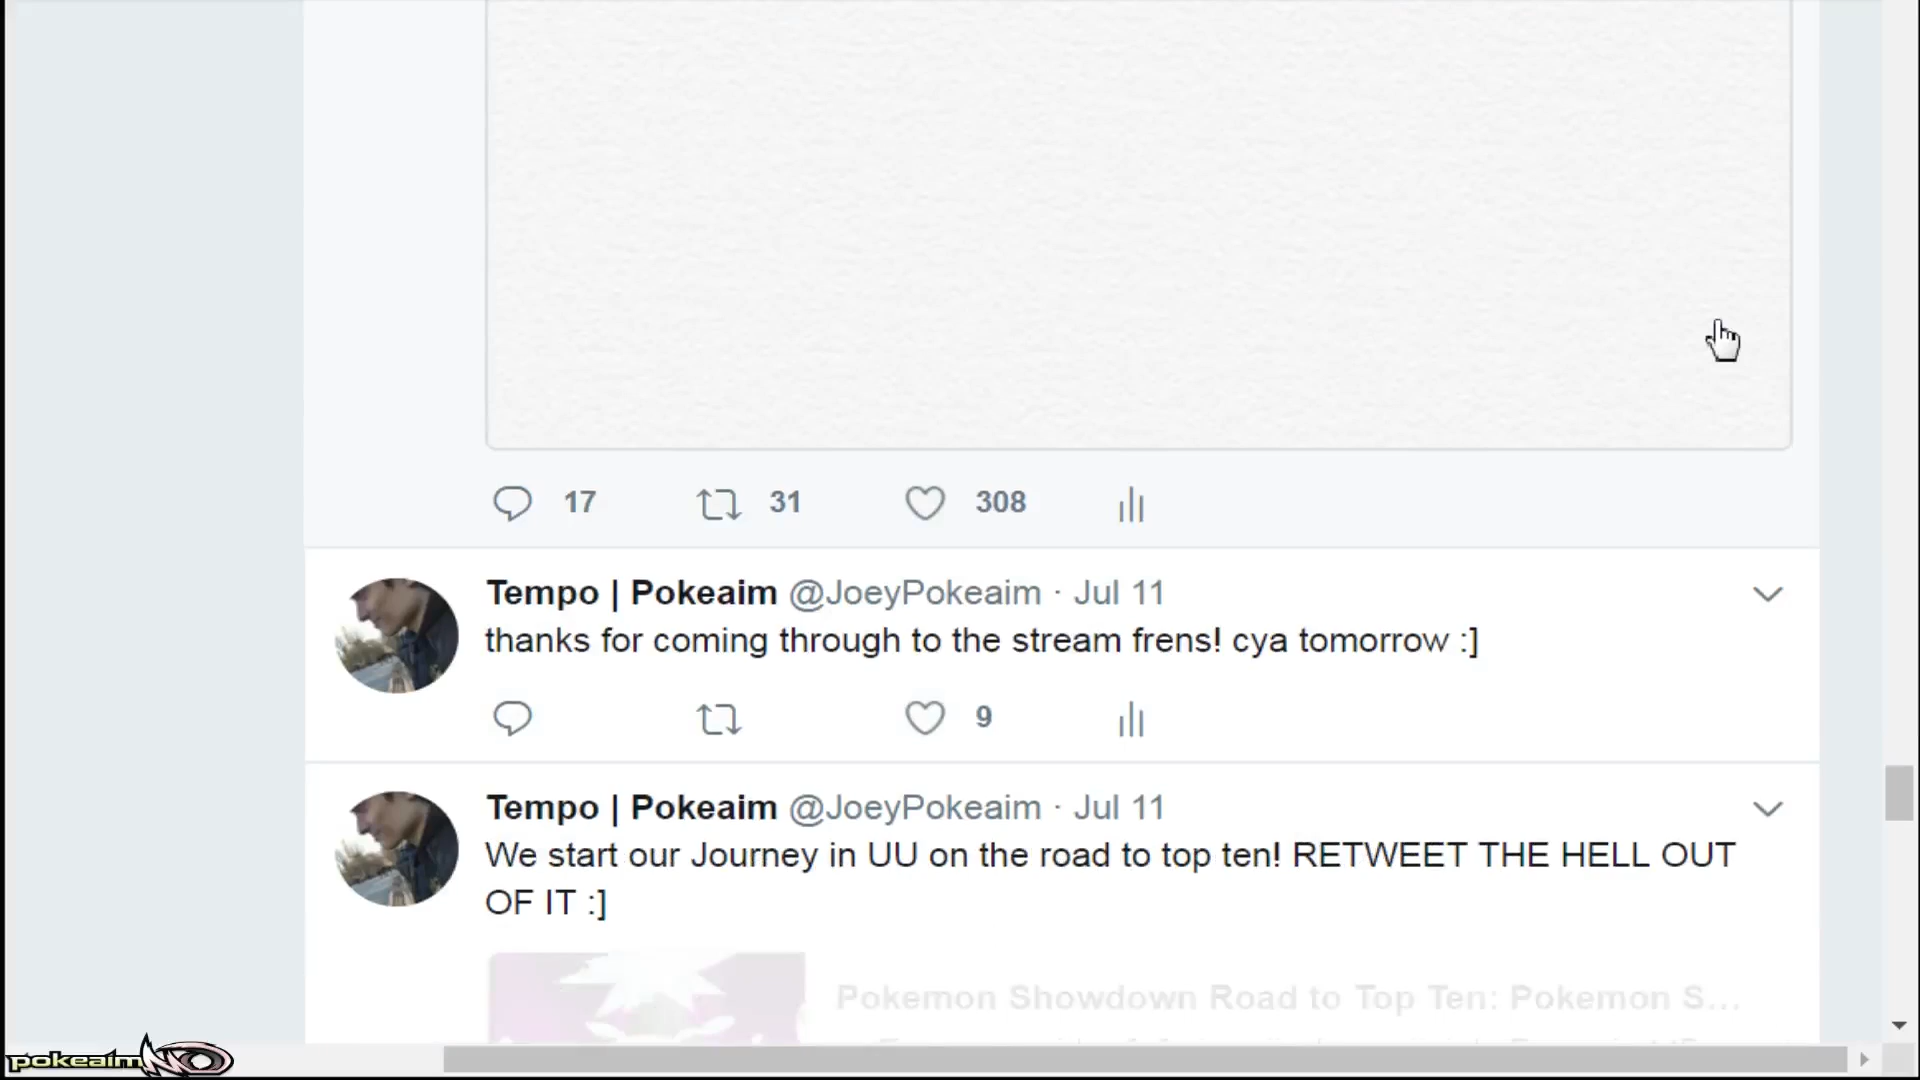 17 31 308
Tempo | Pokeaim @JoeyPokeaim · Jul 11
thanks for coming through to the stream frens! cya tomorrow :]
9
Tempo | Pokeaim @JoeyPokeaim · Jul 11
We start our Journey in UU on the road to top ten! RETWEET THE HELL OUT
OF IT :]
Pokemon Showdown Road to Top Ten: Pokemon S...
pokeaim